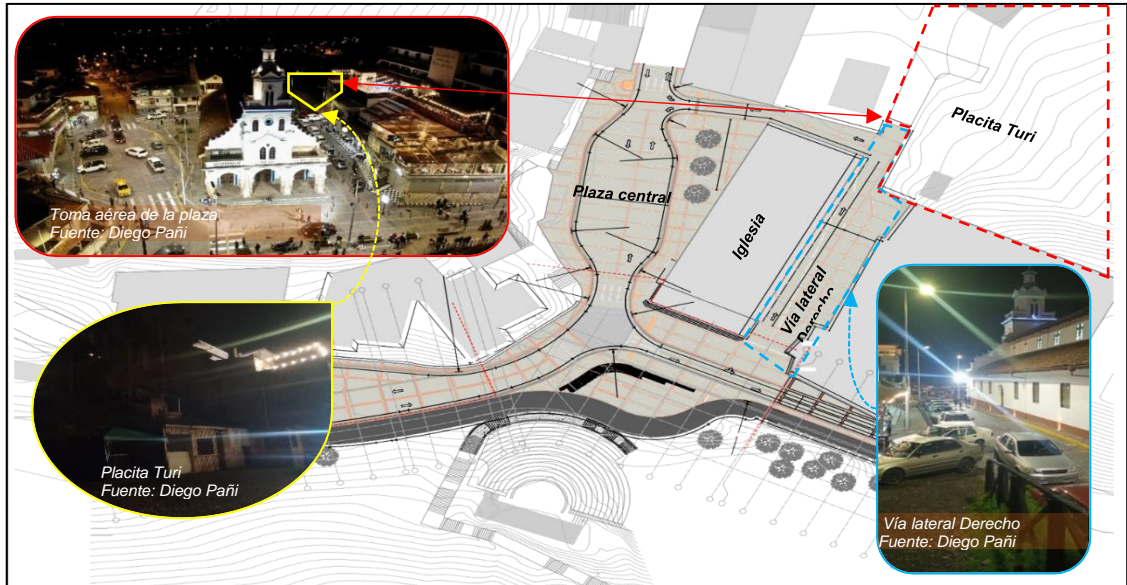 Toma aérea de la plaza
Fuente: Diego Pañi
Placita Turi
Plaza central
Iglesia
Vía lateral
Derecho
Placita Turi
Fuente: Diego Pañi
Vía lateral Derecho
Fuente: Diego Pañi